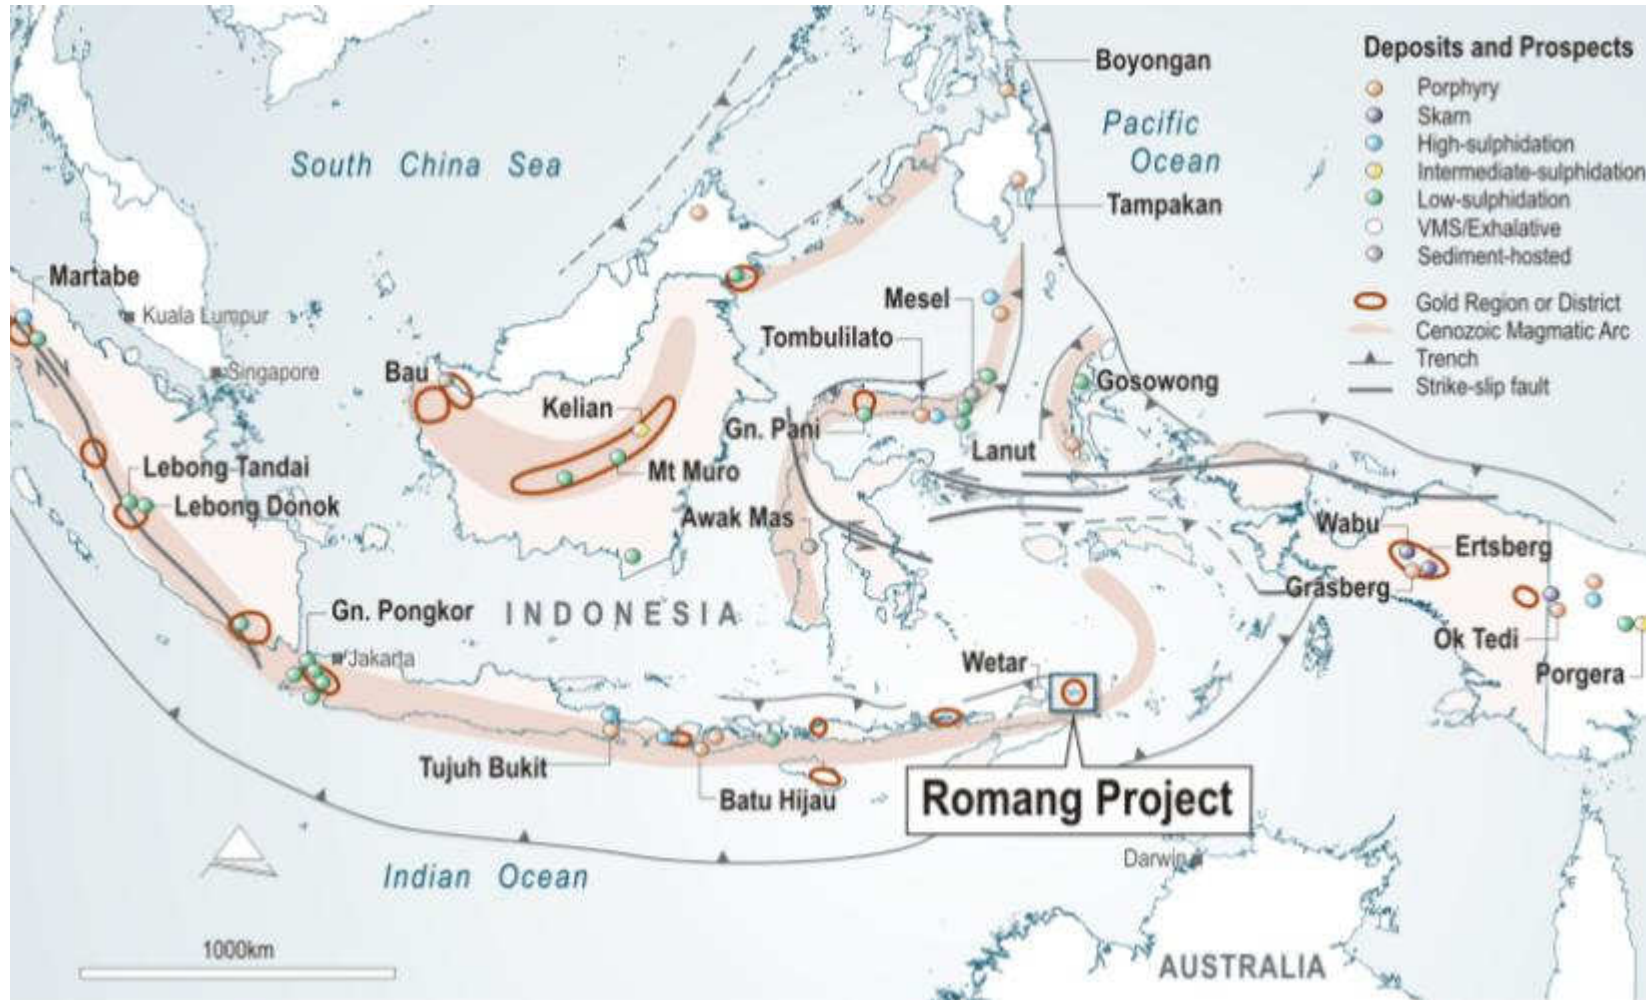 Boyongan
Pacific
Ocean
South China Sea
Tampakan
Martabe
Kuala Lumpur
Singapore
Mesel
Tombulilato
Bau
Gosowong
Kelian
Gn. Pani
Lanut
Mt Muro
Lebong Tandai
Lebong Donok
Awak Mas
Wabu
Ertsberg
Grasberg
Gn. Pongkor
INDONESIA
Jakarta
Ok Tedi
Wetar
Porgera
Tujuh Bukit
Batu Hijau
Romang Project
Darwin
Indian Ocean
1000km
AUSTRALIA
Deposits and Prospects
Porphyry
Skarn
High-sulphidation
Intermediate-sulphidation
Low-sulphidation
VMS/Exhalative
Sediment-hosted
Gold Region or District
Cenozoic Magmatic Arc
Trench
Strike-slip fault